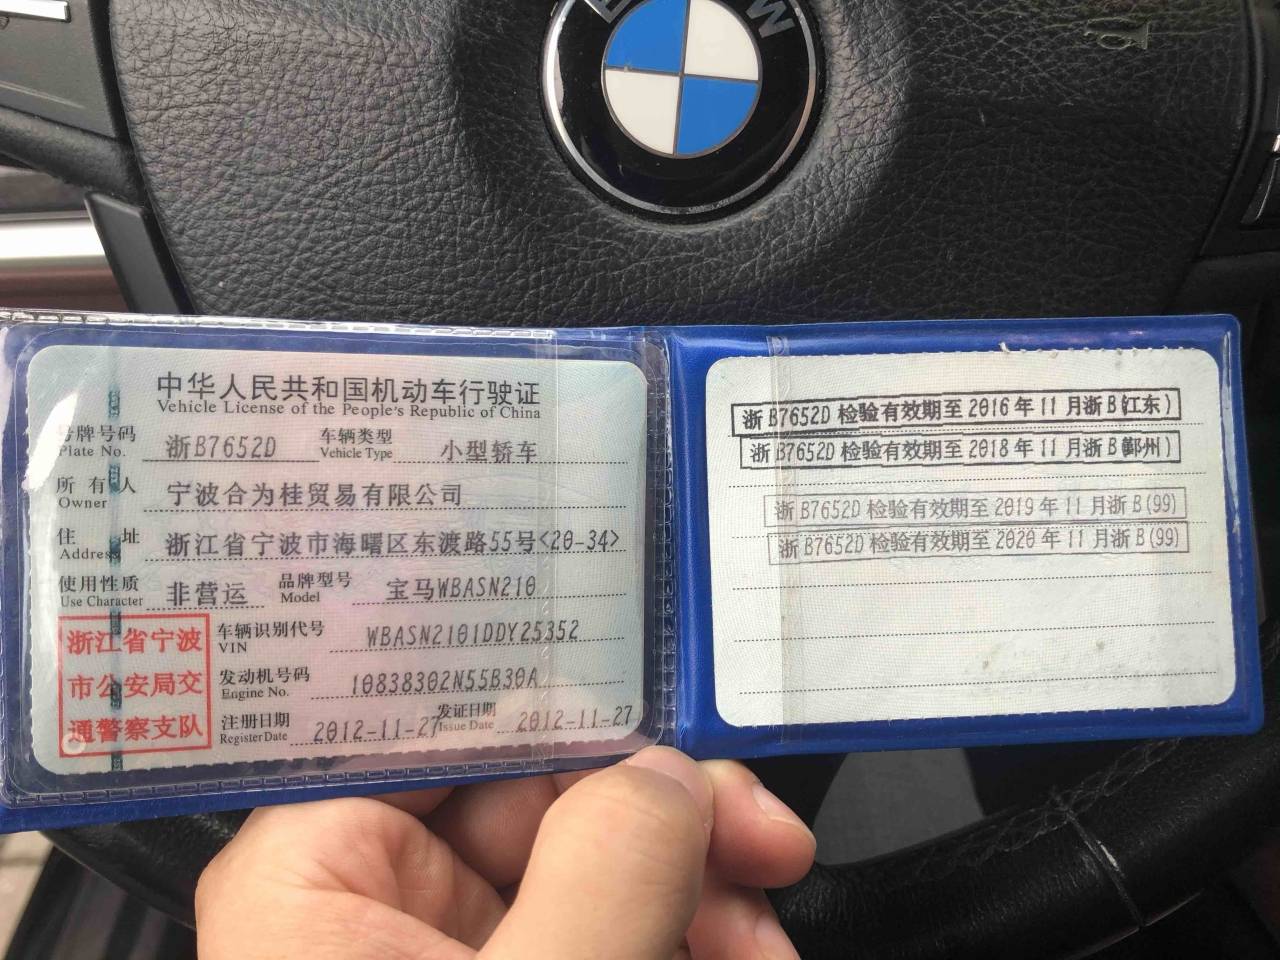 BMW
中华人民共和国机动车行驶证
Vehicle License of the People's Republic of China
号牌号码 浙B7652D 车辆类型 小型轿车
Plate No. Vehicle Type
所有人 宁波合为桂贸易有限公司
Owner
住址 浙江省宁波市海曙区东渡路55号<20-34>
Address
使用性质 非营运 品牌型号 宝马WBASN210
Use Character Model
浙江省宁波
市公安局交
通警察支队
车辆识别代号 WBASN2101DDY25352
VIN
发动机号码 10838302N55B30A
Engine No.
注册日期 2012-11-27 发证日期 2012-11-27
Register Date Issue Date
浙B7652D检验有效期至2016年11月浙B(江东)
浙B7652D检验有效期至2018年11月浙B(鄞州)
浙B7652D检验有效期至2019年11月浙B(99)
浙B7652D检验有效期至2020年11月浙B(99)